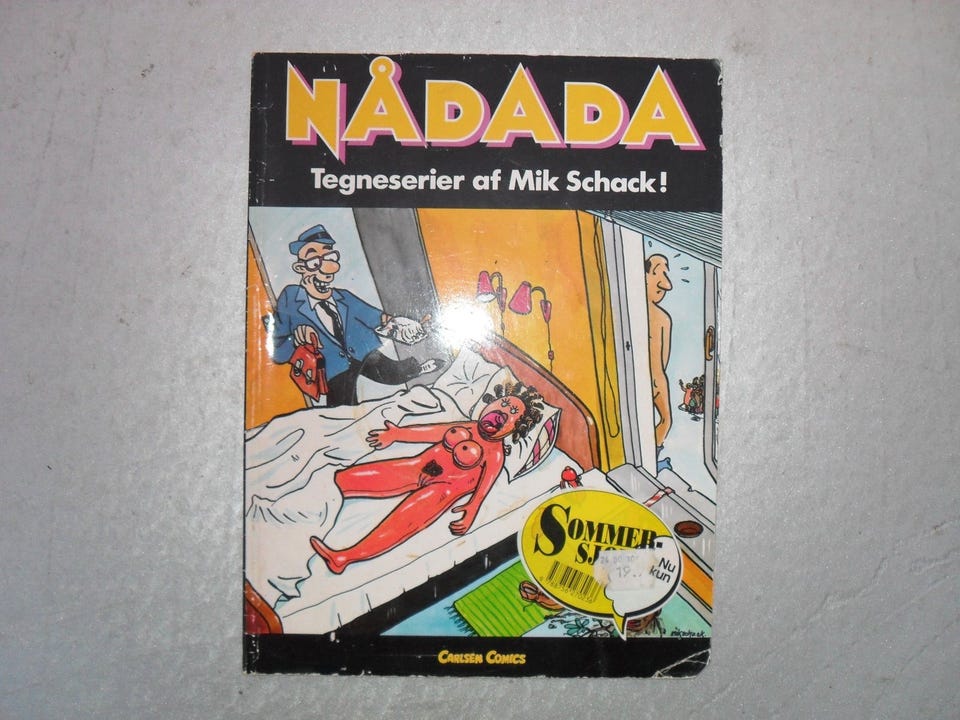 NÅDADA
Tegneserier af Mik Schack!
SOMMER-
Nu
kun
CARLSEN COMICS